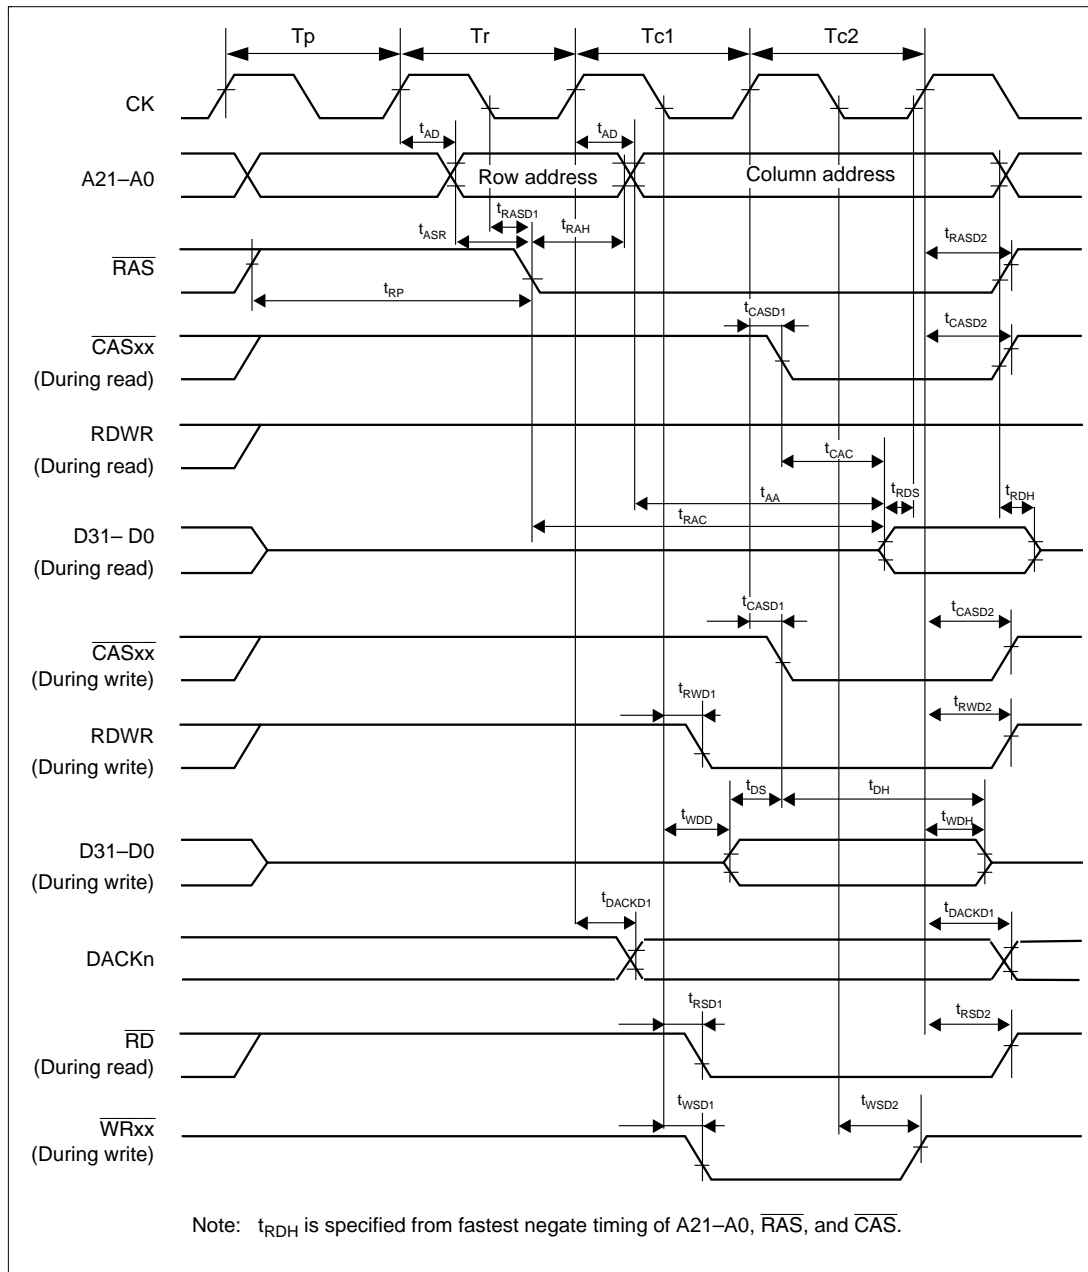 Tp Tr Tc1 Tc2
CK
tAD tAD
A21–A0 Row address Column address
tRASD1
tASR tRAH tRASD2
RAS
tRP
tCASD1 tCASD2
CASxx
(During read)
RDWR
(During read)
tCAC
tAA tRDS tRDH
tRAC
D31– D0
(During read)
tCASD1 tCASD2
CASxx
(During write)
tRWD1 tRWD2
RDWR
(During write)
tDS tDH
tWDD tWDH
D31–D0
(During write)
tDACKD1 tDACKD1
DACKn
tRSD1 tRSD2
RD
(During read)
tWSD1 tWSD2
WRxx
(During write)
Note: tRDH is specified from fastest negate timing of A21–A0, RAS, and CAS.